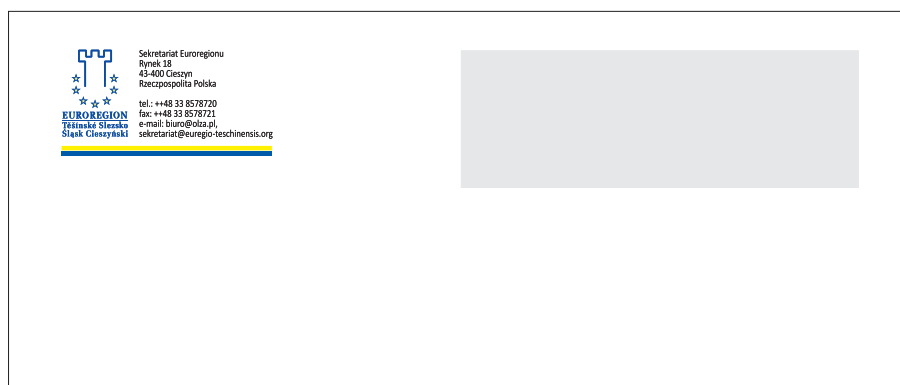 EUROREGION
Těšínské Slezsko
Śląsk Cieszyński
Sekretariat Euroregionu
Rynek 18
43-400 Cieszyn
Rzeczpospolita Polska
tel.: ++48 33 8578720
fax: ++48 33 8578721
e-mail: biuro@olza.pl,
sekretariat@euregio-teschinensis.org